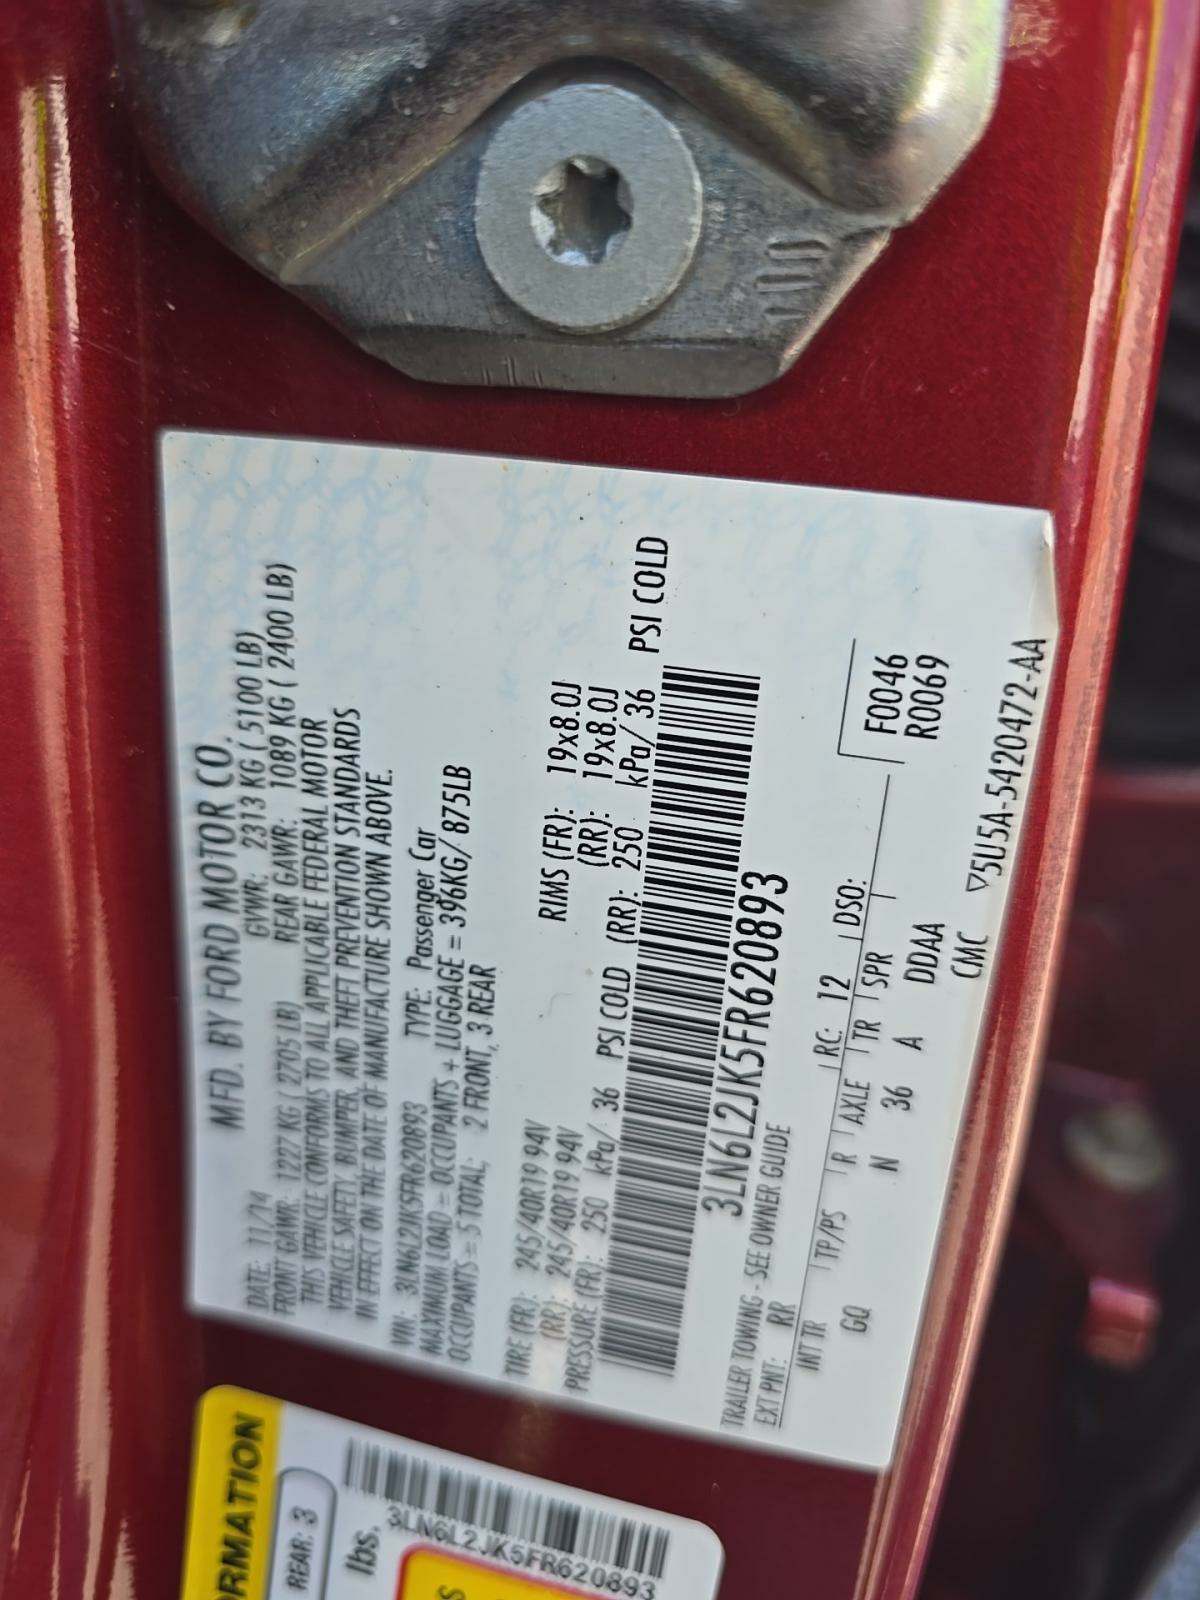 MFD. BY FORD MOTOR CO.
DATE: 11/14 GVWR: 2313 KG ( 5100 LB)
FRONT GAWR: 1227 KG ( 2705 LB) REAR GAWR: 1089 KG ( 2400 LB)
THIS VEHICLE CONFORMS TO ALL APPLICABLE FEDERAL MOTOR
VEHICLE SAFETY, BUMPER, AND THEFT PREVENTION STANDARDS
IN EFFECT ON THE DATE OF MANUFACTURE SHOWN ABOVE.
VIN: 3LN6L2JK5FR620893 TYPE: Passenger Car
MAXIMUM LOAD = OCCUPANTS + LUGGAGE = 396KG/ 875LB
OCCUPANTS = 5 TOTAL; 2 FRONT, 3 REAR
TIRE (FR): 245/40R19 94V RIMS (FR): 19x8.0J
(RR): 245/40R19 94V (RR): 19x8.0J
PRESSURE (FR): 250 kPa/ 36 PSI COLD (RR): 250 kPa/ 36 PSI COLD
3LN6L2JK5FR620893
TRAILER TOWING - SEE OWNER GUIDE
EXT PNT: RR RC: 12 DSO:
INT TR TP/PS R AXLE TR SPR
GQ N 36 A DDAA
F0046
R0069
CMC ▽5U5A-5420472-AA
RMATION
REAR: 3
lbs.
3LN6L2JK5FR620893
S